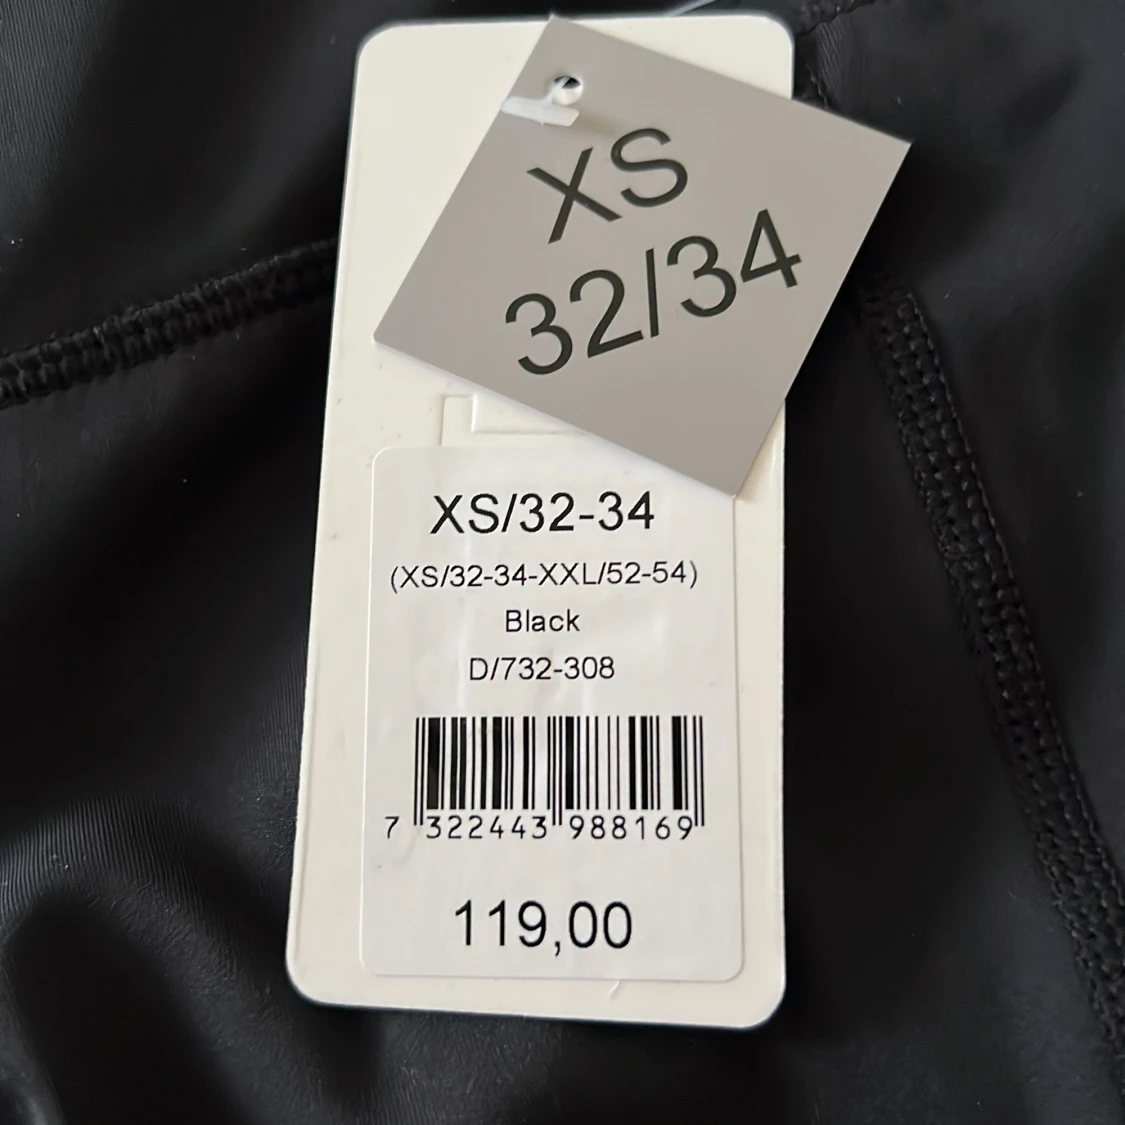 XS
32/34
XS/32-34
(XS/32-34-XXL/52-54)
Black
D/732-308
7 322443 988169
119,00